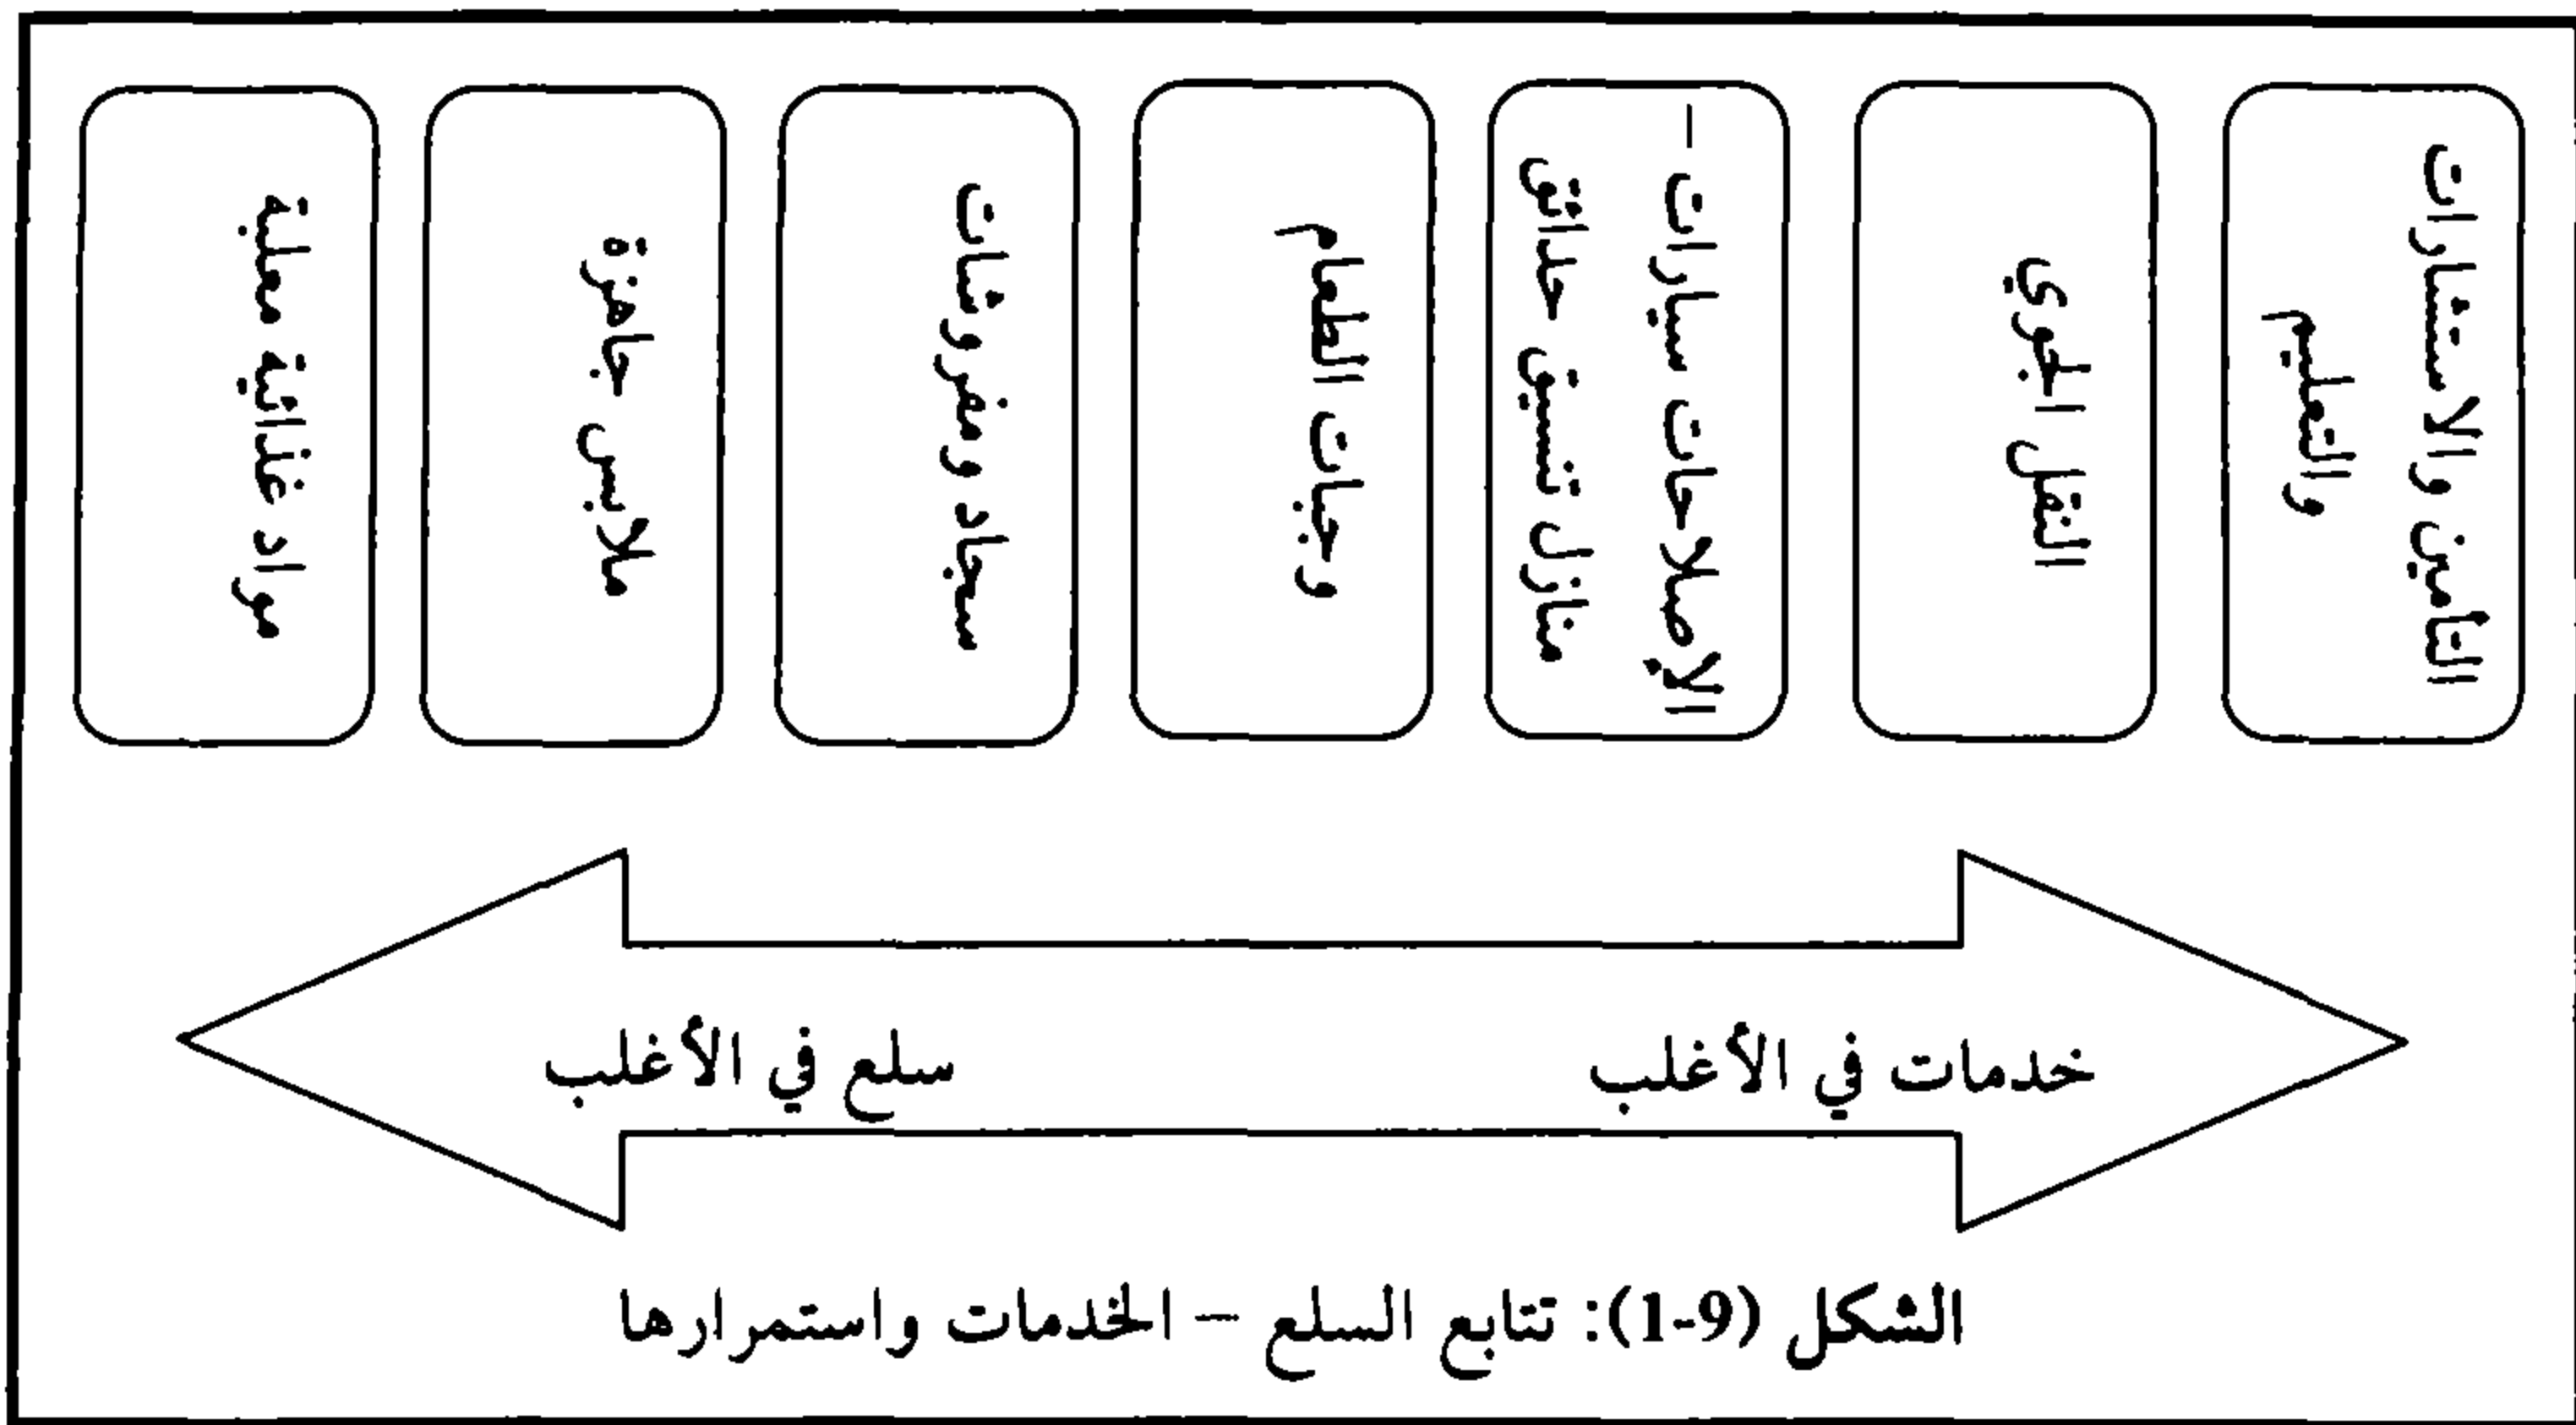 التأمين والاستشارات
والتعليم
النقل الجوي
الإصلاحات سيارات –
منازل تنسيق حدائق
وجبات الطعام
سجاد ومفروشات
ملابس جاهزة
مواد غذائية معلبة
خدمات في الأغلب
سلع في الأغلب
الشكل (9-1): تتابع السلع – الخدمات واستمرارها